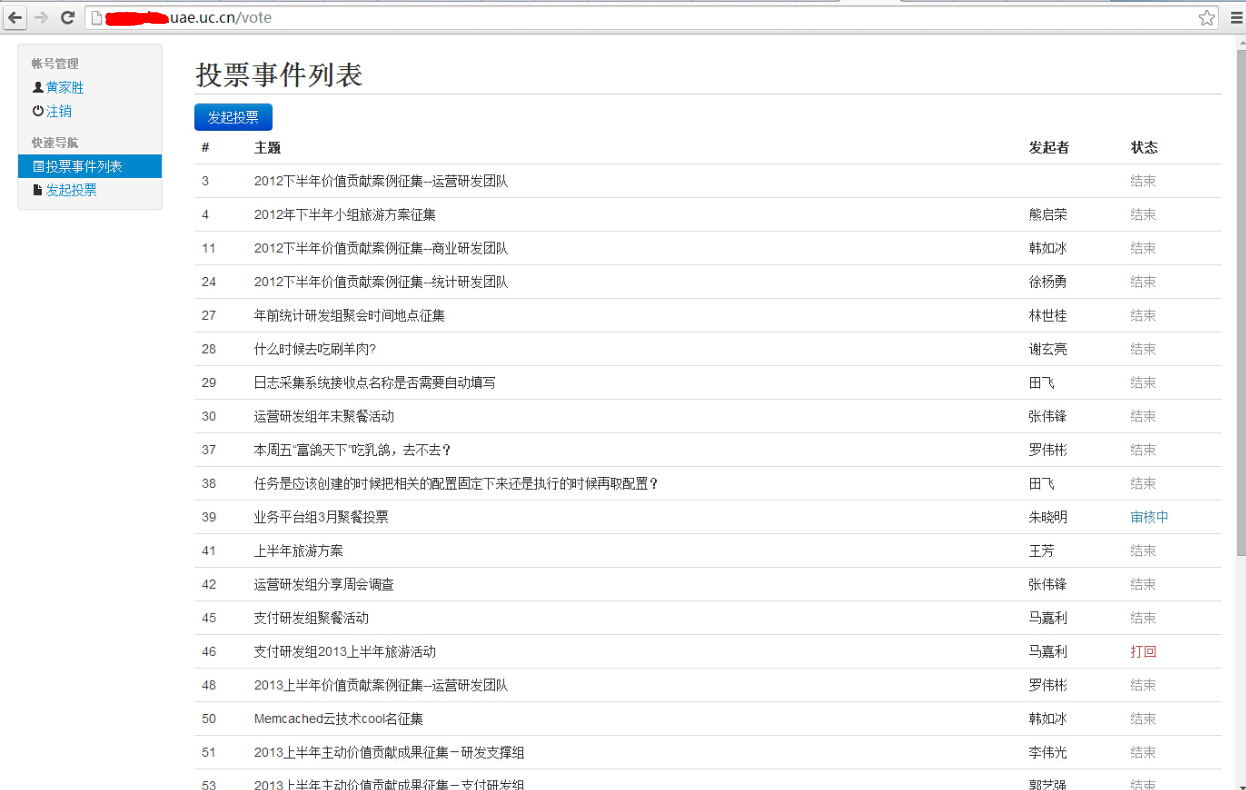 uae.uc.cn/vote
帐号管理
黄家胜
注销
快速导航
投票事件列表
发起投票
投票事件列表
发起投票
# 主题 发起者 状态
3 2012下半年价值贡献案例征集--运营研发团队 结束
4 2012年下半年小组旅游方案征集 熊启荣 结束
11 2012下半年价值贡献案例征集--商业研发团队 韩如冰 结束
24 2012下半年价值贡献案例征集--统计研发团队 徐杨勇 结束
27 年前统计研发组聚会时间地点征集 林世桂 结束
28 什么时候去吃刷羊肉? 谢玄亮 结束
29 日志采集系统接收点名称是否需要自动填写 田飞 结束
30 运营研发组年末聚餐活动 张伟锋 结束
37 本周五“富鸽天下”吃乳鸽，去不去？ 罗伟彬 结束
38 任务是应该创建的时候把相关的配置固定下来还是执行的时候再取配置？ 田飞 结束
39 业务平台组3月聚餐投票 朱晓明 审核中
41 上半年旅游方案 王芳 结束
42 运营研发组分享周会调查 张伟锋 结束
45 支付研发组聚餐活动 马嘉利 结束
46 支付研发组2013上半年旅游活动 马嘉利 打回
48 2013上半年价值贡献案例征集--运营研发团队 罗伟彬 结束
50 Memcached云技术cool名征集 韩如冰 结束
51 2013上半年主动价值贡献成果征集－研发支撑组 李伟光 结束
53 2013上半年主动价值贡献成果征集－支付研发组 郭艺强 结束